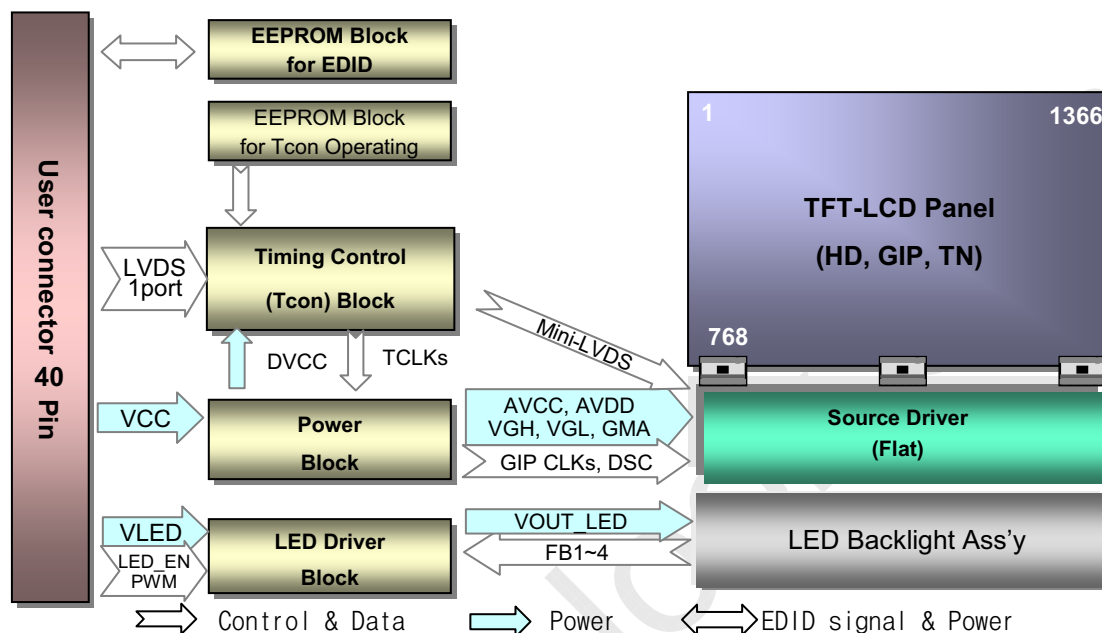 User connector 40 Pin
EEPROM Block
for EDID
EEPROM Block
for Tcon Operating
LVDS
1port
Timing Control
(Tcon) Block
DVCC
TCLKs
Mini-LVDS
VCC
Power
Block
AVCC, AVDD
VGH, VGL, GMA
GIP CLKs, DSC
VLED
LED_EN
PWM
LED Driver
Block
VOUT_LED
FB1~4
1
1366
TFT-LCD Panel
(HD, GIP, TN)
768
Source Driver
(Flat)
LED Backlight Ass'y
Control & Data
Power
EDID signal & Power